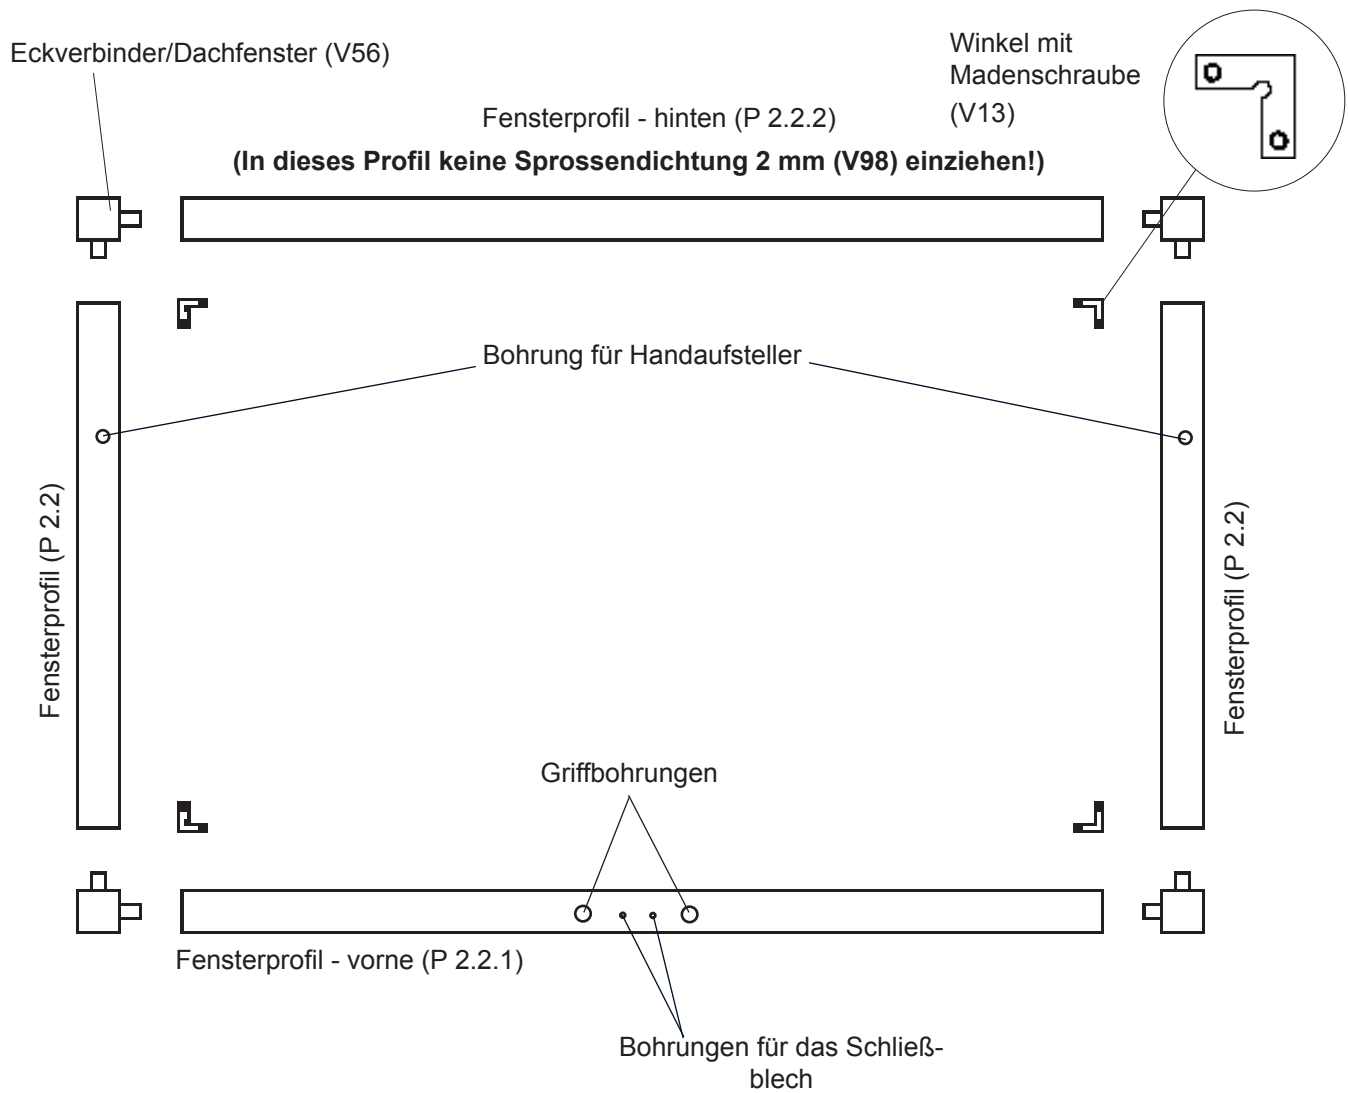 Eckverbinder/Dachfenster (V56)
Winkel mit
Madenschraube
(V13)
Fensterprofil - hinten (P 2.2.2)
(In dieses Profil keine Sprossendichtung 2 mm (V98) einziehen!)
Bohrung für Handaufsteller
Fensterprofil (P 2.2)
Fensterprofil (P 2.2)
Griffbohrungen
Fensterprofil - vorne (P 2.2.1)
Bohrungen für das Schließ-
blech